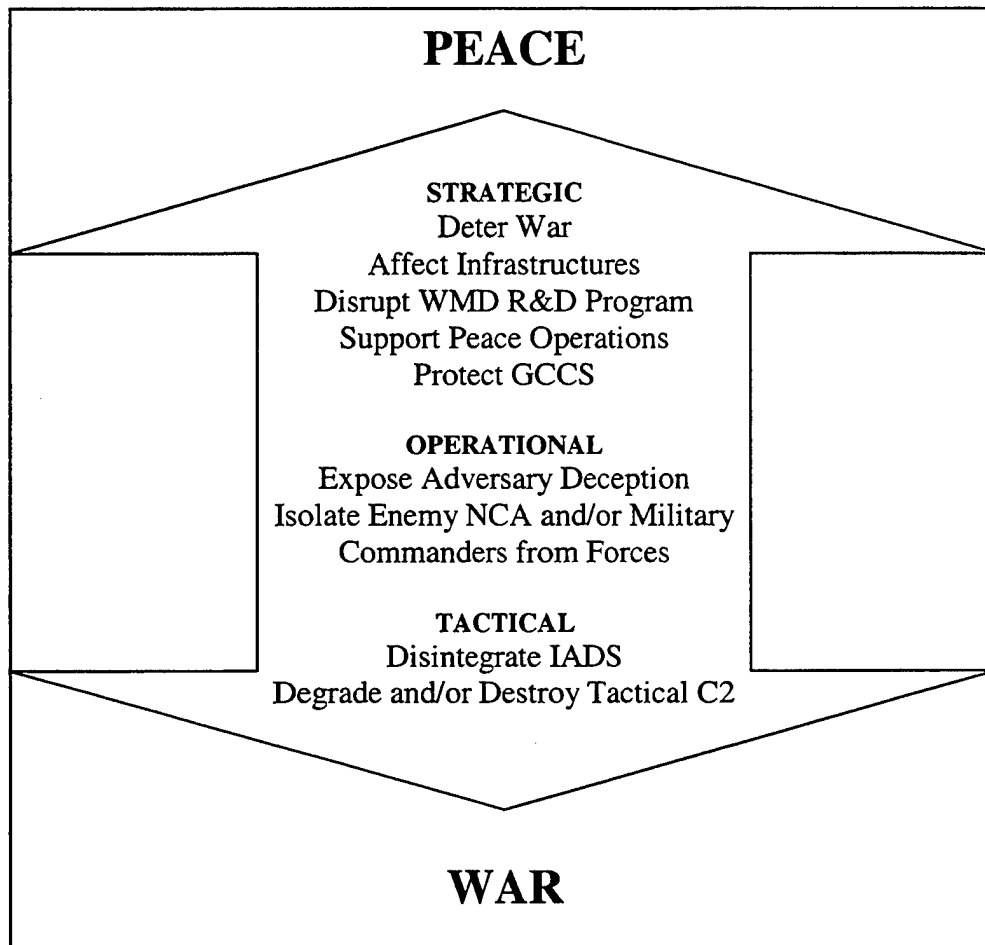 PEACE
STRATEGIC
Deter War
Affect Infrastructures
Disrupt WMD R&D Program
Support Peace Operations
Protect GCCS
OPERATIONAL
Expose Adversary Deception
Isolate Enemy NCA and/or Military
Commanders from Forces
TACTICAL
Disintegrate IADS
Degrade and/or Destroy Tactical C2
WAR